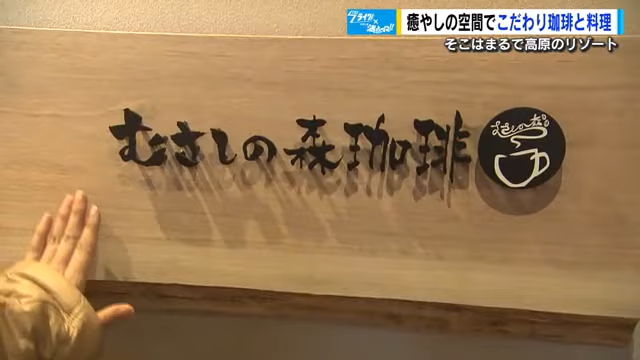 癒やしの空間でこだわり珈琲と料理
そこはまるで高原のリゾート
むさしの森珈琲
むさしの森